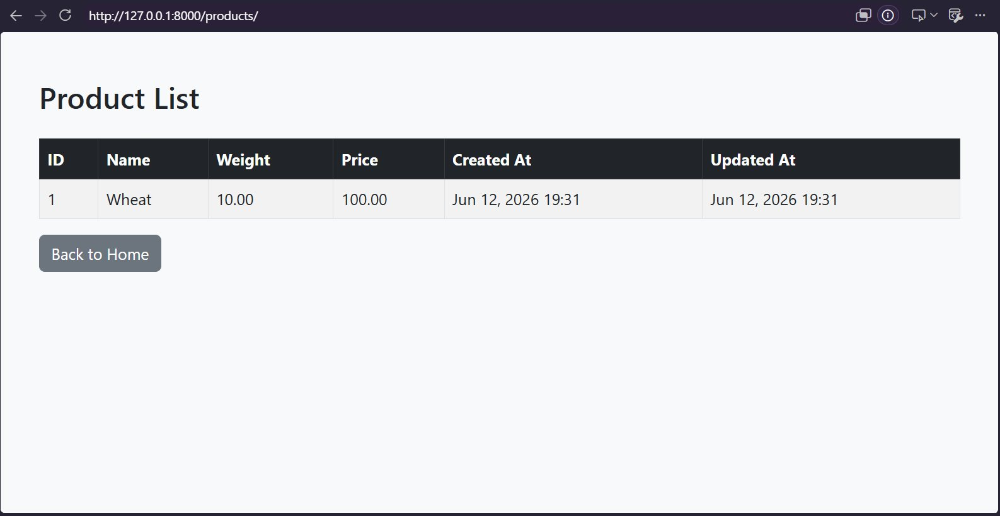 http://127.0.0.1:8000/products/
Product List
ID Name Weight Price Created At Updated At
1 Wheat 10.00 100.00 Jun 12, 2026 19:31 Jun 12, 2026 19:31
Back to Home